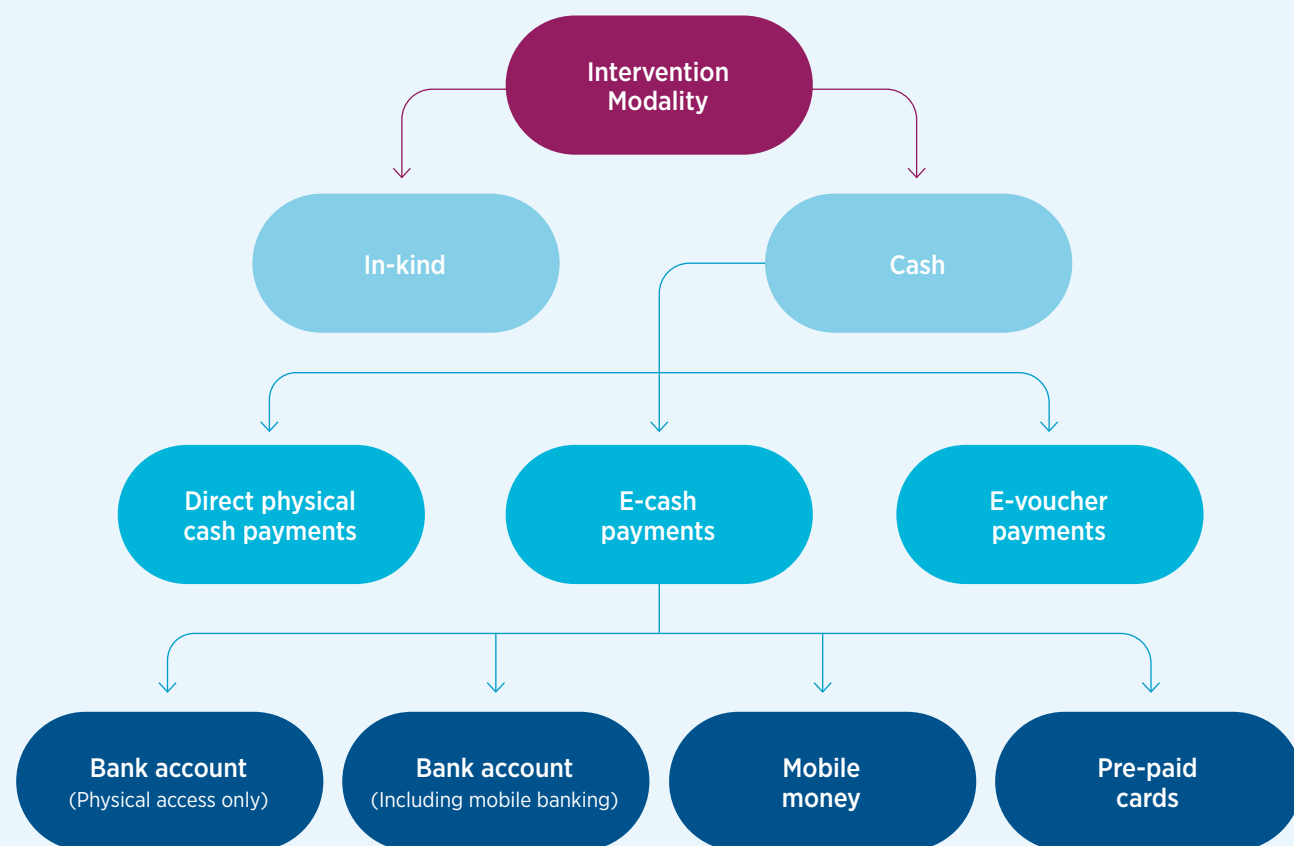 Intervention
Modality
In-kind
Cash
Direct physical
cash payments
E-cash
payments
E-voucher
payments
Bank account
(Physical access only)
Bank account
(Including mobile banking)
Mobile
money
Pre-paid
cards